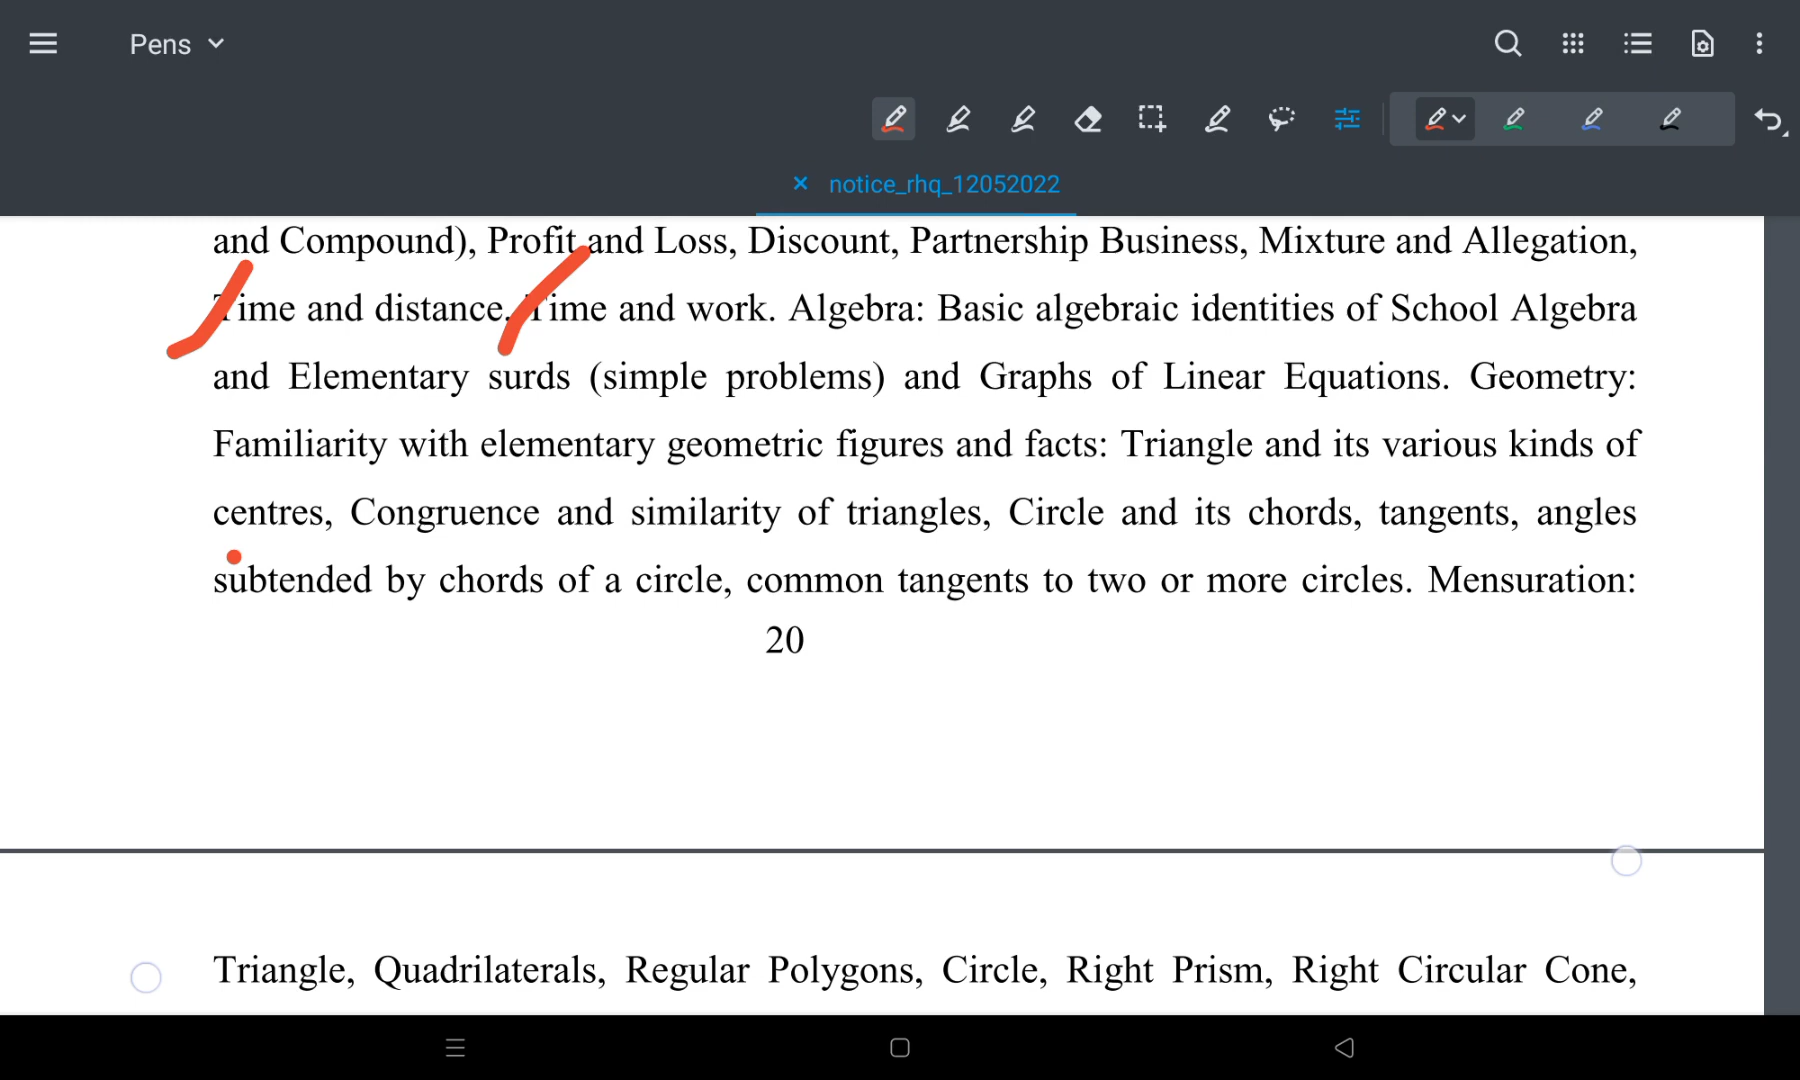 Pens
notice_rhq_12052022
and Compound), Profit and Loss, Discount, Partnership Business, Mixture and Allegation,
Time and distance. Time and work. Algebra: Basic algebraic identities of School Algebra
and Elementary surds (simple problems) and Graphs of Linear Equations. Geometry:
Familiarity with elementary geometric figures and facts: Triangle and its various kinds of
centres, Congruence and similarity of triangles, Circle and its chords, tangents, angles
subtended by chords of a circle, common tangents to two or more circles. Mensuration:
20
Triangle, Quadrilaterals, Regular Polygons, Circle, Right Prism, Right Circular Cone,